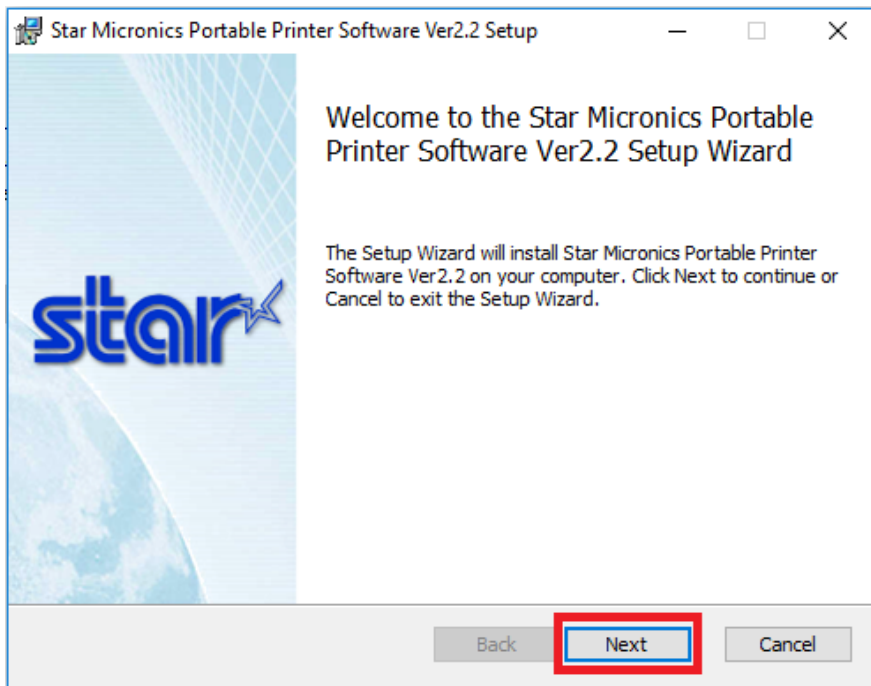 Star Micronics Portable Printer Software Ver2.2 Setup
Welcome to the Star Micronics Portable
Printer Software Ver2.2 Setup Wizard
The Setup Wizard will install Star Micronics Portable Printer
Software Ver2.2 on your computer. Click Next to continue or
Cancel to exit the Setup Wizard.
star
Back
Next
Cancel